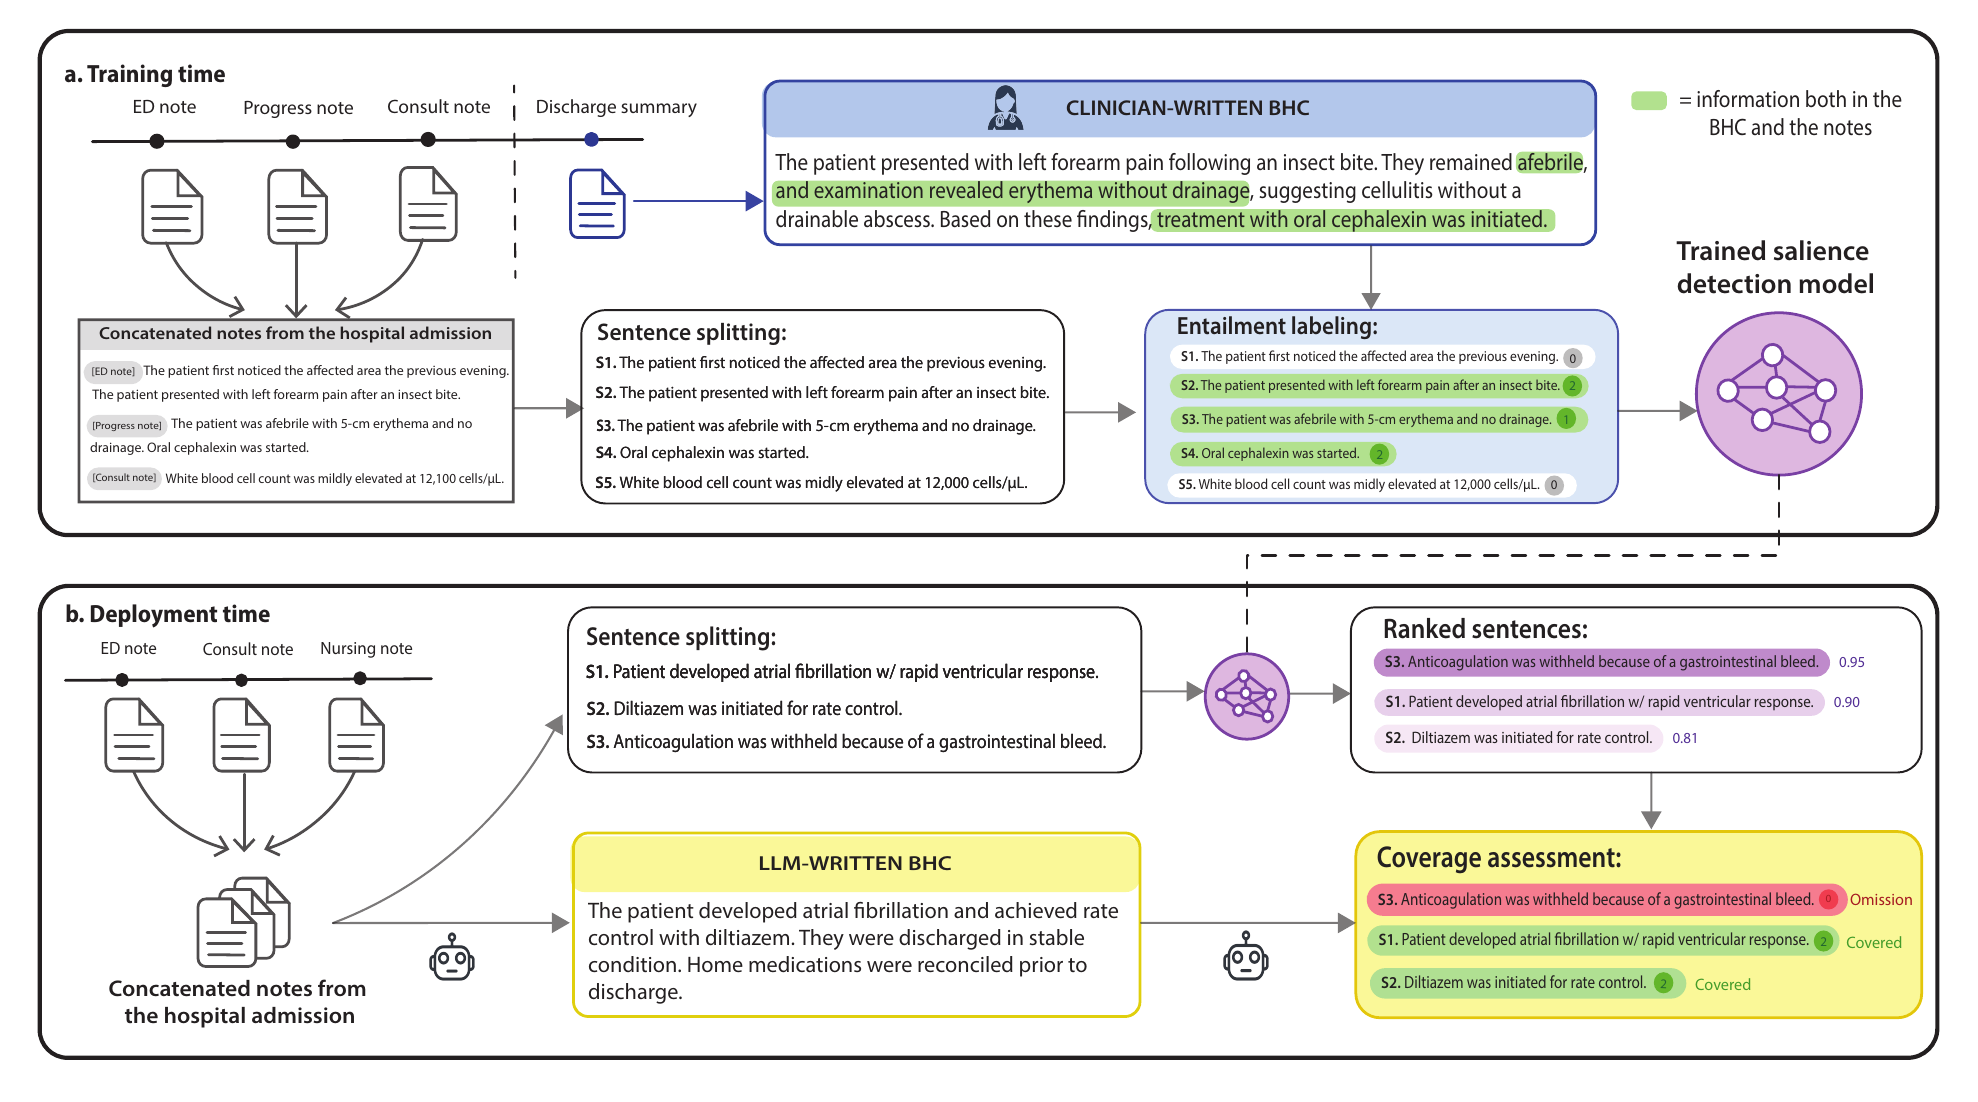 a. Training time
ED note
Progress note
Consult note
Discharge summary
CLINICIAN-WRITTEN BHC
The patient presented with left forearm pain following an insect bite. They remained afebrile,
and examination revealed erythema without drainage, suggesting cellulitis without a
drainable abscess. Based on these findings, treatment with oral cephalexin was initiated.
= information both in the
BHC and the notes
Concatenated notes from the hospital admission
[ED note] The patient first noticed the affected area the previous evening.
The patient presented with left forearm pain after an insect bite.
[Progress note] The patient was afebrile with 5-cm erythema and no
drainage. Oral cephalexin was started.
[Consult note] White blood cell count was mildly elevated at 12,100 cells/μL.
Sentence splitting:
S1. The patient first noticed the affected area the previous evening.
S2. The patient presented with left forearm pain after an insect bite.
S3. The patient was afebrile with 5-cm erythema and no drainage.
S4. Oral cephalexin was started.
S5. White blood cell count was midly elevated at 12,000 cells/μL.
Entailment labeling:
S1. The patient first noticed the affected area the previous evening. 0
S2. The patient presented with left forearm pain after an insect bite. 2
S3. The patient was afebrile with 5-cm erythema and no drainage. 1
S4. Oral cephalexin was started. 2
S5. White blood cell count was midly elevated at 12,000 cells/μL. 0
Trained salience
detection model
b. Deployment time
ED note
Consult note
Nursing note
Concatenated notes from
the hospital admission
Sentence splitting:
S1. Patient developed atrial fibrillation w/ rapid ventricular response.
S2. Diltiazem was initiated for rate control.
S3. Anticoagulation was withheld because of a gastrointestinal bleed.
Ranked sentences:
S3. Anticoagulation was withheld because of a gastrointestinal bleed. 0.95
S1. Patient developed atrial fibrillation w/ rapid ventricular response. 0.90
S2. Diltiazem was initiated for rate control. 0.81
LLM-WRITTEN BHC
The patient developed atrial fibrillation and achieved rate
control with diltiazem. They were discharged in stable
condition. Home medications were reconciled prior to
discharge.
Coverage assessment:
S3. Anticoagulation was withheld because of a gastrointestinal bleed. 0 Omission
S1. Patient developed atrial fibrillation w/ rapid ventricular response. 2 Covered
S2. Diltiazem was initiated for rate control. 2 Covered